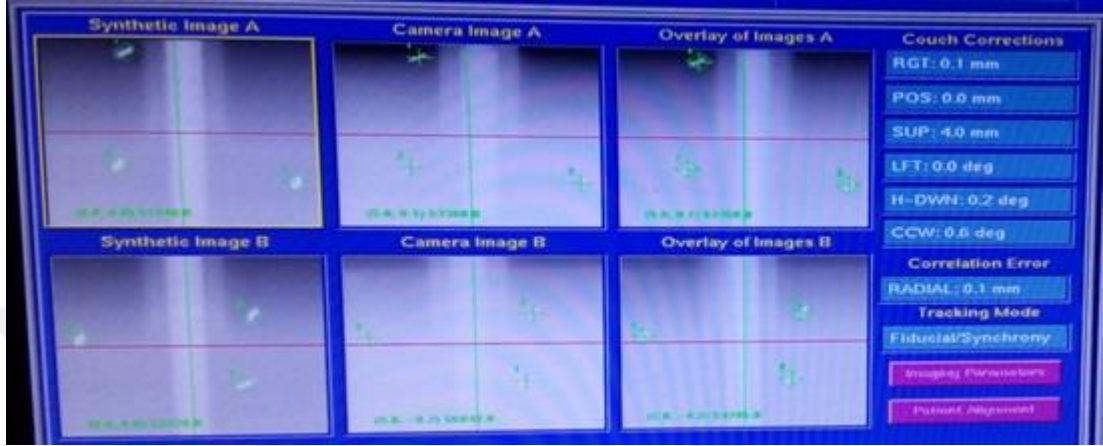 Synthetic Image A
Camera Image A
Overlay of Images A
Couch Corrections
RGT: 0.1 mm
POS: 0.0 mm
SUP: 4.0 mm
LFT: 0.0 deg
H-DWN: 0.2 deg
CCW: 0.6 deg
Synthetic Image B
Camera Image B
Overlay of Images B
Correlation Error
RADIAL: 0.1 mm
Tracking Mode
Fiducial/Synchrony
Imaging Parameters
Patient Alignment